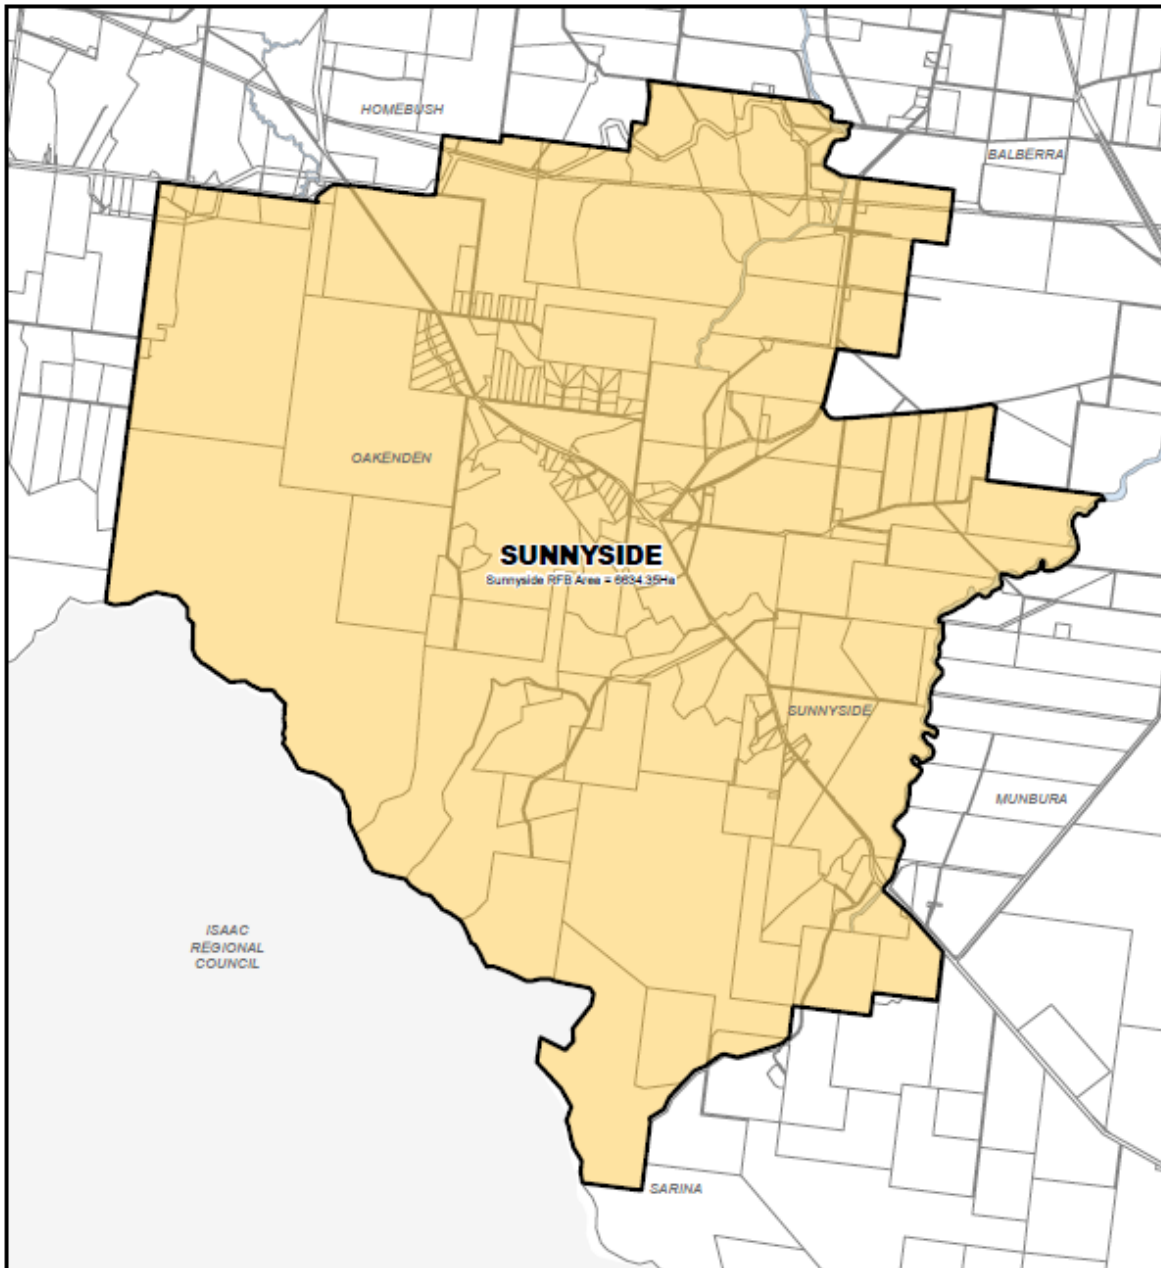 HOMEBUSH
BALBERRA
OAKENDEN
SUNNYSIDE
Sunnyside RFB Area = 6634.35Ha
SUNNYSIDE
MUNBURA
ISAAC
REGIONAL
COUNCIL
SARINA